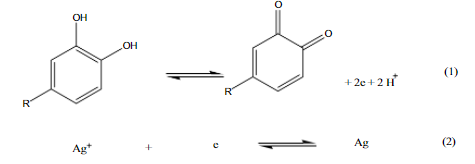 OH
O
OH
O
R
R
+ 2e + 2 H+ (1)
Ag+ + e Ag (2)